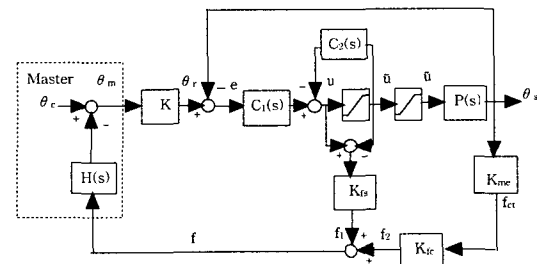 C₂(s)
Master
θm
θr
− e
−
u
ũ
ū
θc
+
−
K
+
C₁(s)
+
P(s)
θs
+
−
H(s)
Kfs
Kme
fct
f₁
+
f₂
f
+
Kfc